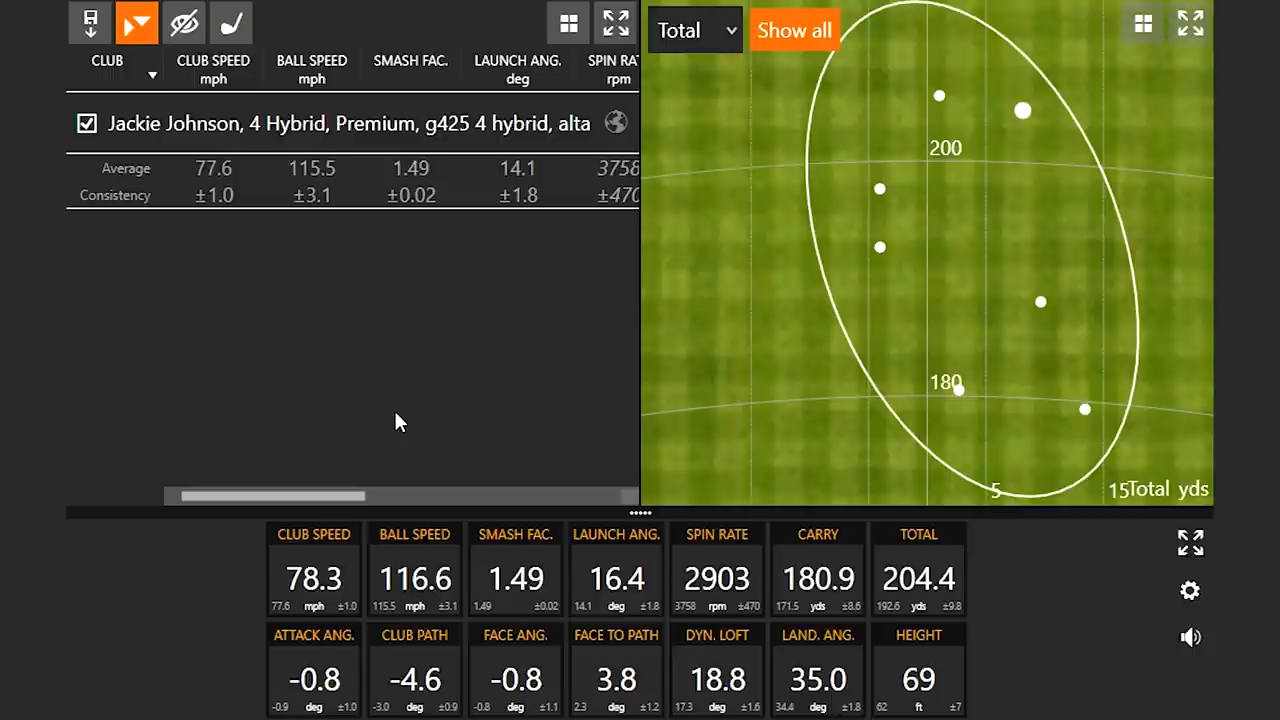 Total Show all
CLUB CLUB SPEED BALL SPEED SMASH FAC. LAUNCH ANG. SPIN RAT
mph mph deg rpm
Jackie Johnson, 4 Hybrid, Premium, g425 4 hybrid, alta
Average 77.6 115.5 1.49 14.1 3758
Consistency ±1.0 ±3.1 ±0.02 ±1.8 ±470
200
180
5 15 Total yds
CLUB SPEED BALL SPEED SMASH FAC. LAUNCH ANG. SPIN RATE CARRY TOTAL
78.3 116.6 1.49 16.4 2903 180.9 204.4
77.6 mph ±1.0 115.5 mph ±3.1 1.49 ±0.02 14.1 deg ±1.8 3758 rpm ±470 171.5 yds ±8.6 192.6 yds ±9.8
ATTACK ANG. CLUB PATH FACE ANG. FACE TO PATH DYN. LOFT LAND. ANG. HEIGHT
-0.8 -4.6 -0.8 3.8 18.8 35.0 69
-0.9 deg ±1.0 -3.0 deg ±0.9 -0.8 deg ±1.1 2.3 deg ±1.2 17.3 deg ±1.6 34.4 deg ±1.8 62 ft ±7